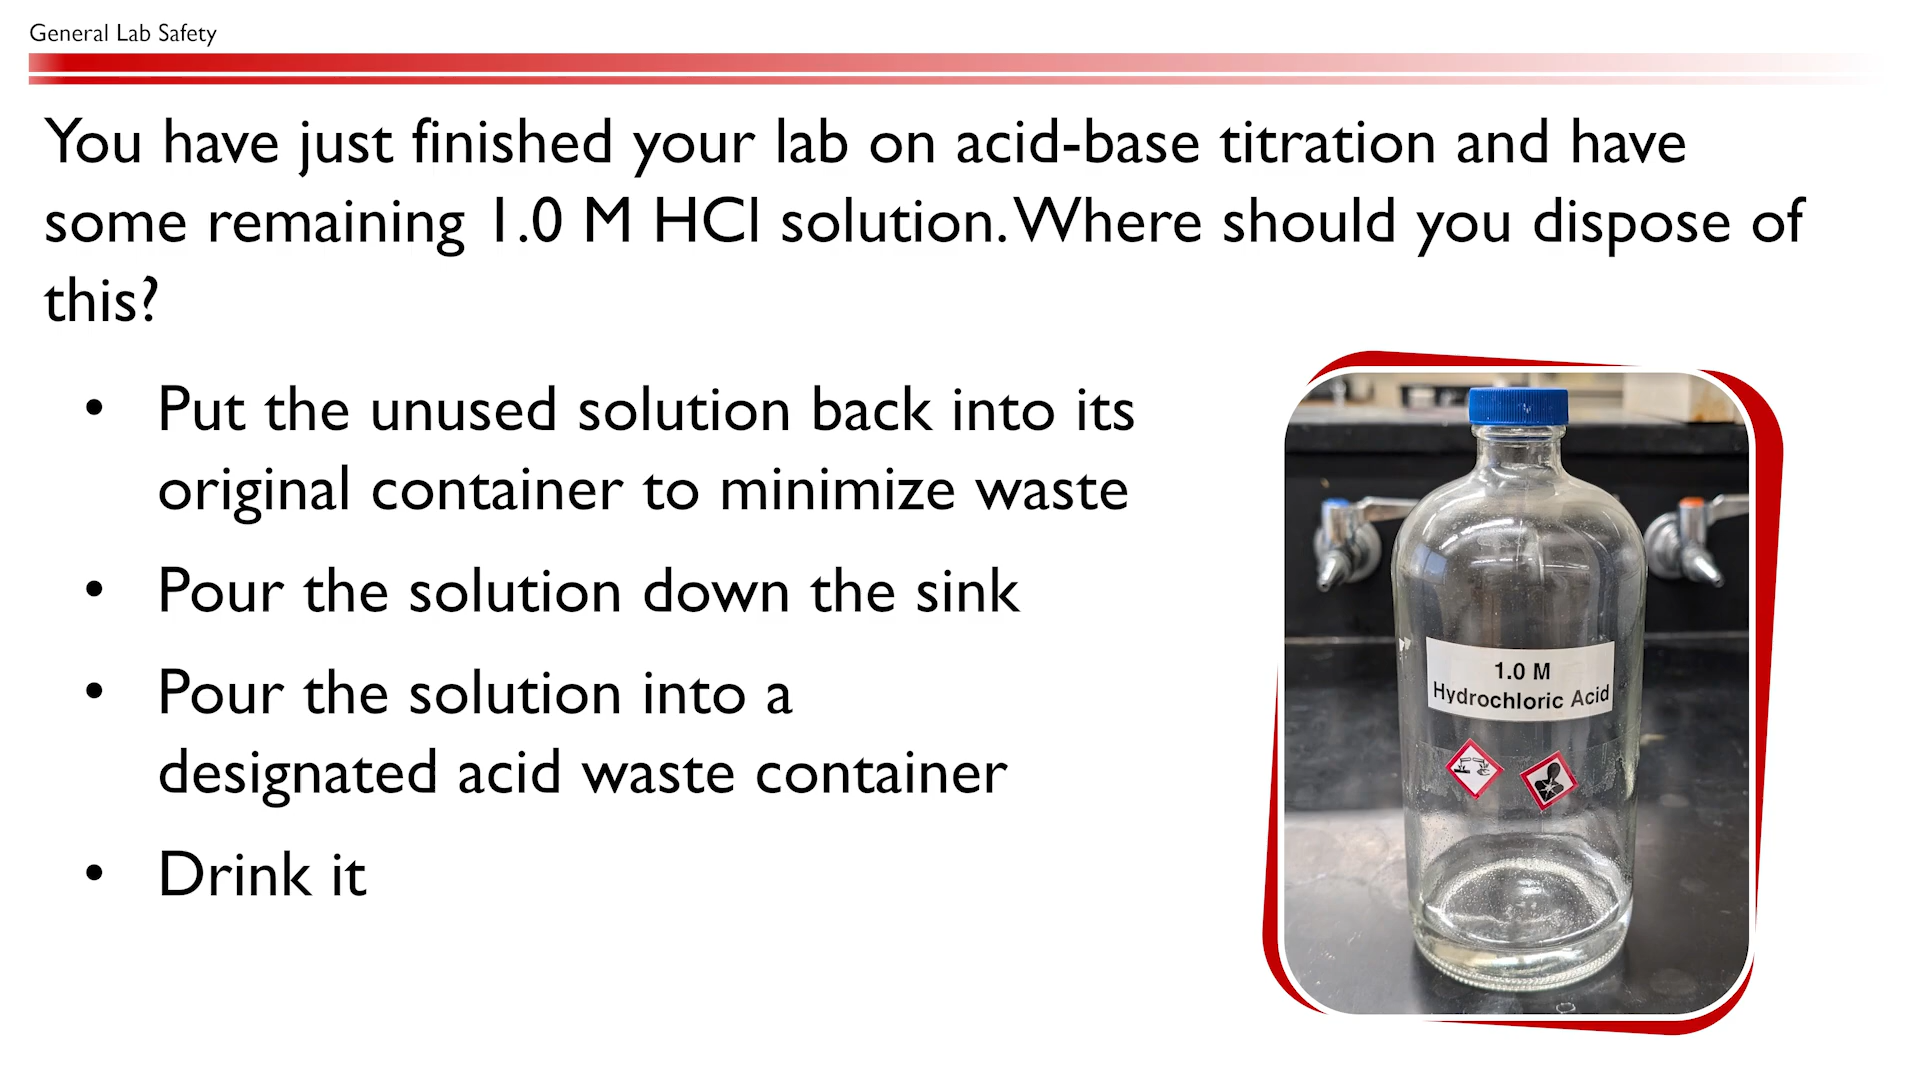 General Lab Safety
You have just finished your lab on acid-base titration and have
some remaining 1.0 M HCl solution. Where should you dispose of
this?
• Put the unused solution back into its
original container to minimize waste
• Pour the solution down the sink
• Pour the solution into a
designated acid waste container
• Drink it
1.0 M
Hydrochloric Acid